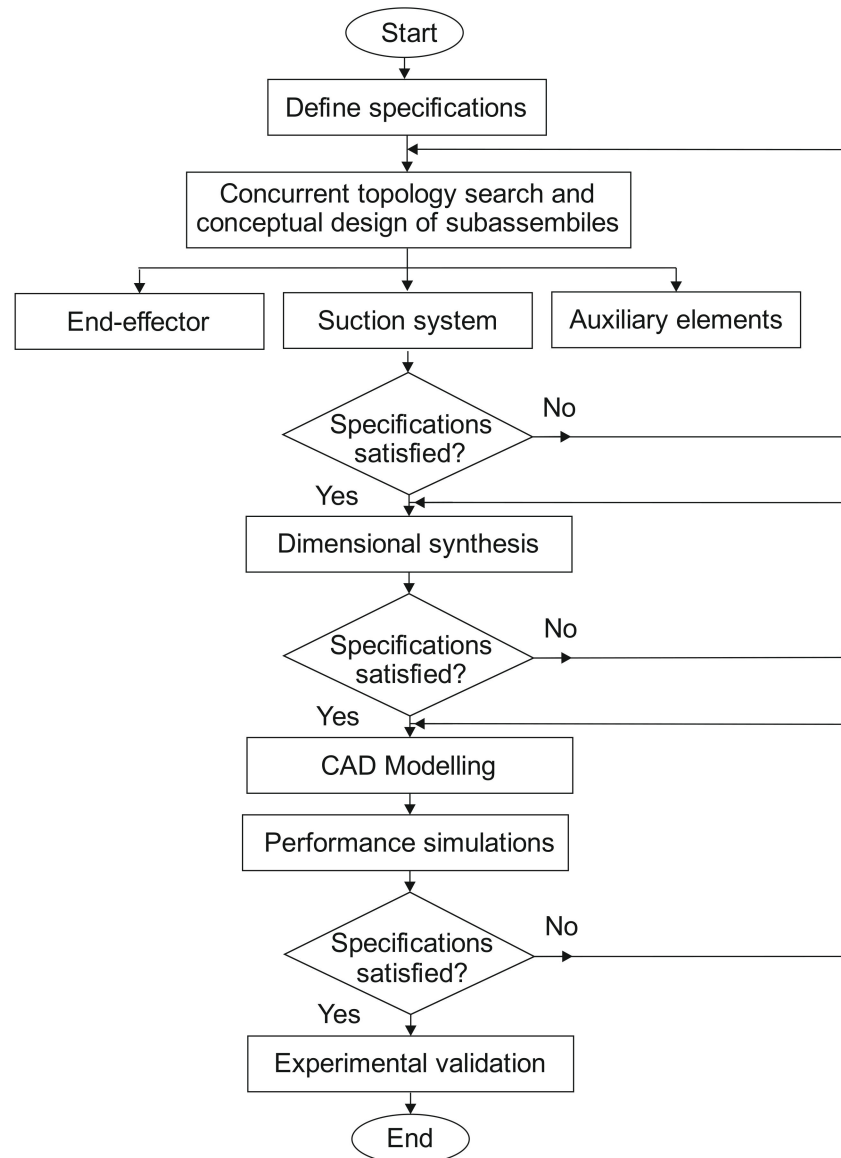 Start
Define specifications
Concurrent topology search and
conceptual design of subassembiles
End-effector
Suction system
Auxiliary elements
Specifications
satisfied?
No
Yes
Dimensional synthesis
Specifications
satisfied?
No
Yes
CAD Modelling
Performance simulations
Specifications
satisfied?
No
Yes
Experimental validation
End